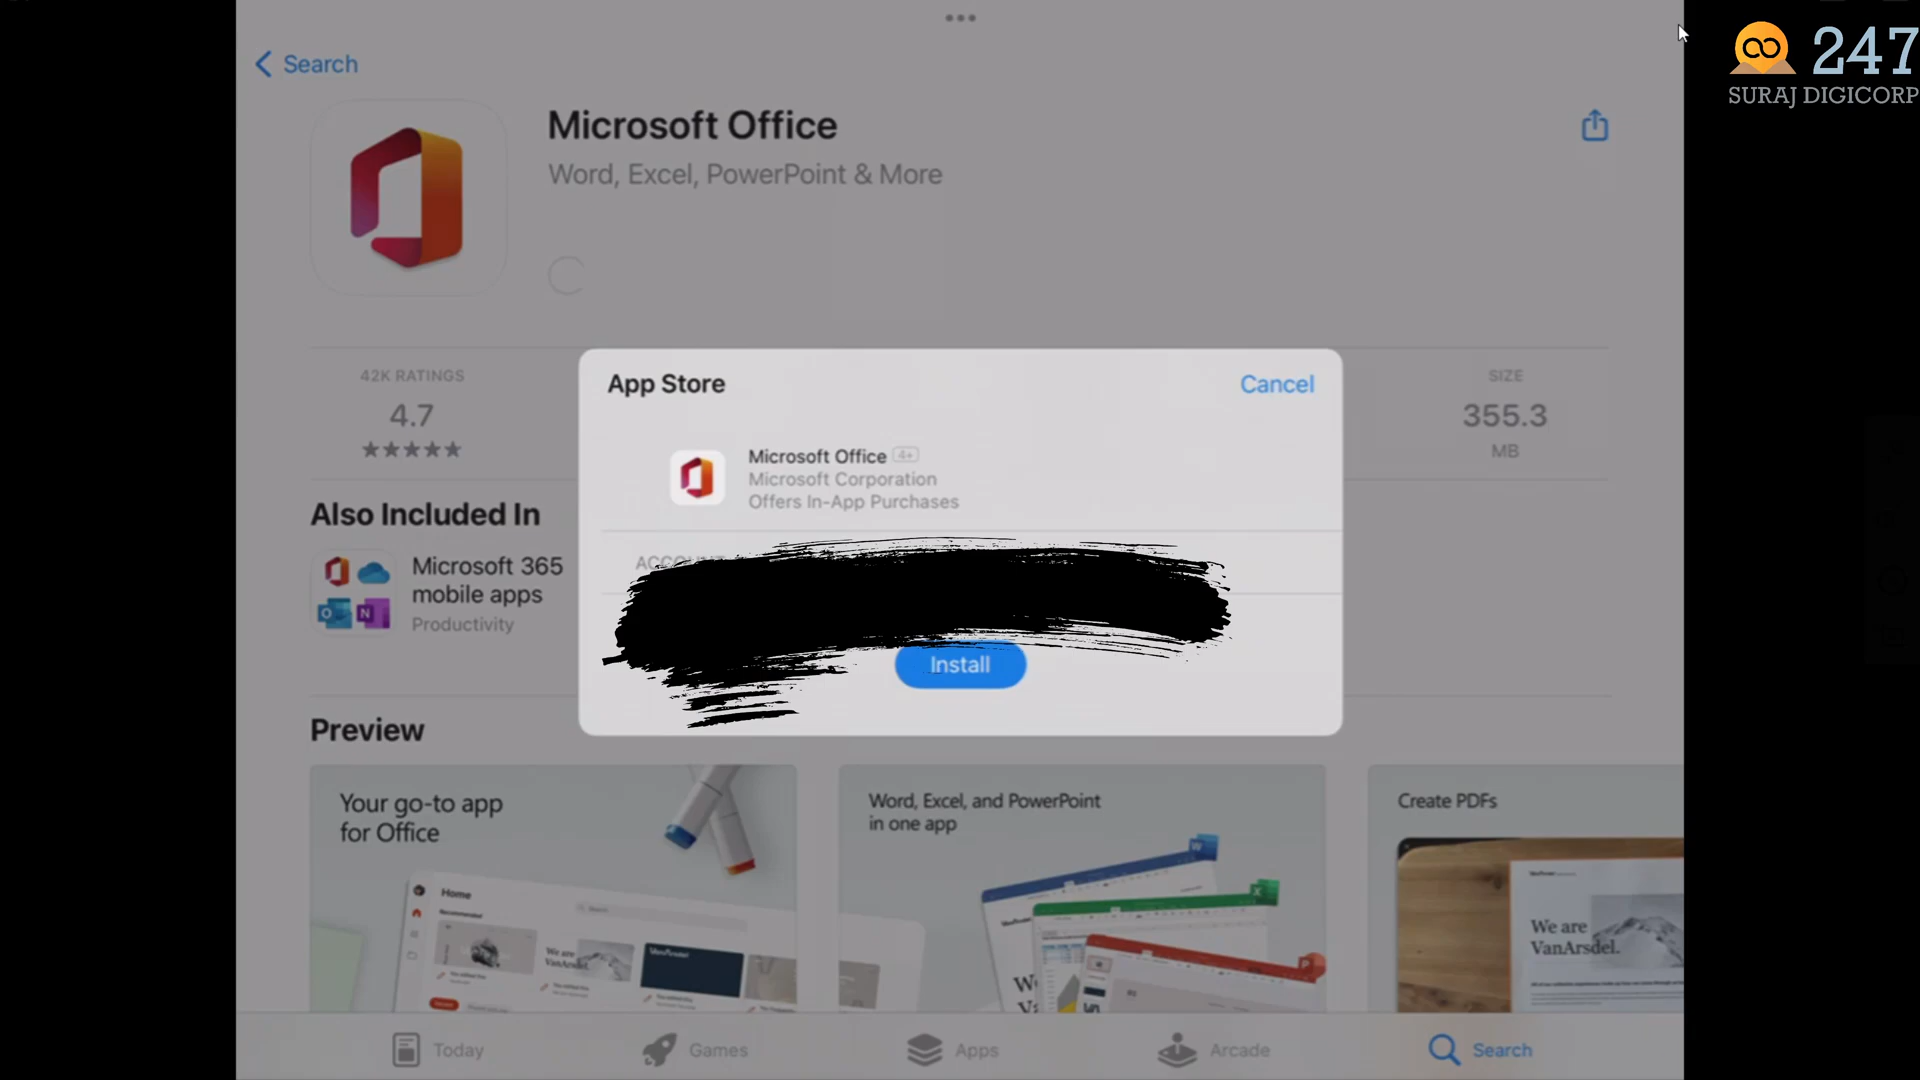 Search
247
SURAJ DIGICORP
Microsoft Office
Word, Excel, PowerPoint & More
42K RATINGS
4.7
SIZE
355.3
MB
App Store
Cancel
Microsoft Office 4+
Microsoft Corporation
Offers In-App Purchases
ACCOUNT
Install
Also Included In
Microsoft 365
mobile apps
Productivity
Preview
Your go-to app
for Office
Home
Word, Excel, and PowerPoint
in one app
Create PDFs
We are
VanArsdel.
Today
Games
Apps
Arcade
Search